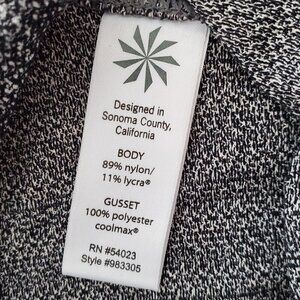 Designed in
Sonoma County,
California
BODY
89% nylon/
11% lycra®
GUSSET
100% polyester
coolmax®
RN #54023
Style #983305